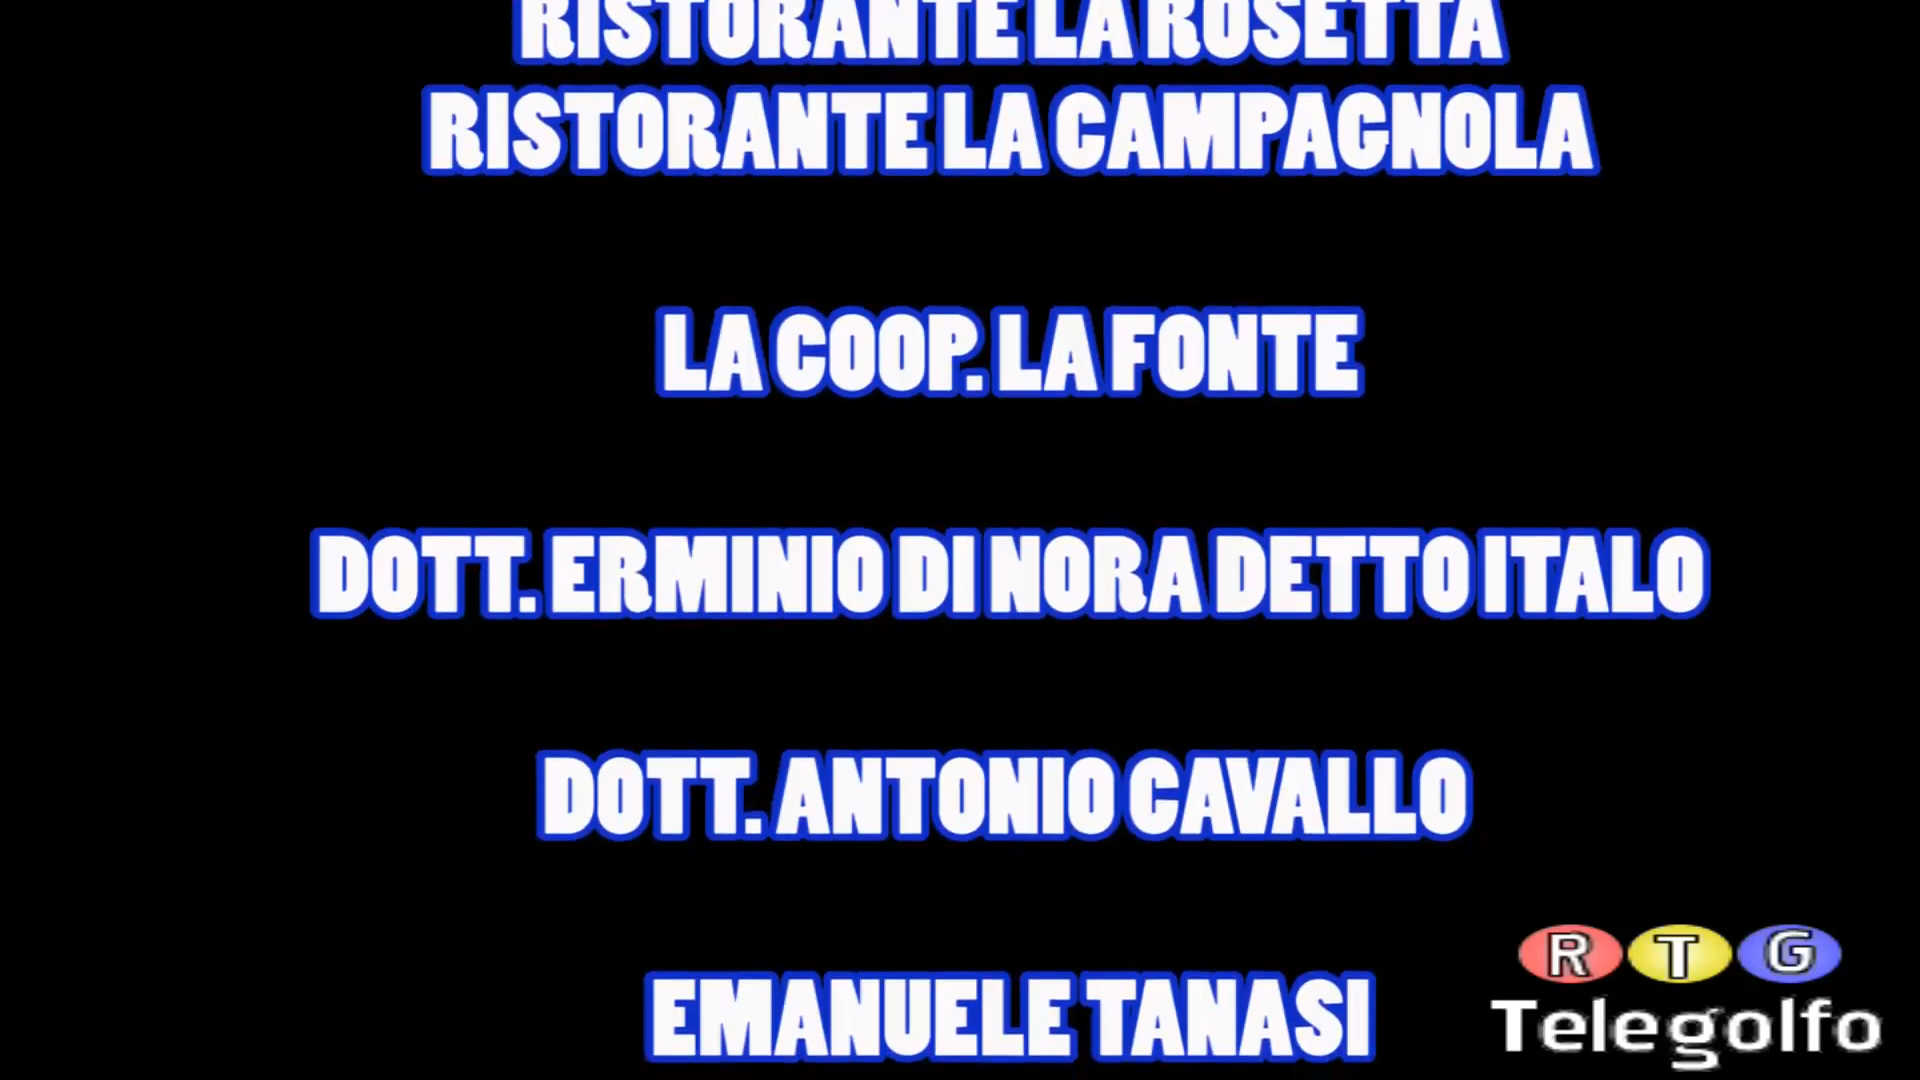 RISTORANTE LA ROSETTA
RISTORANTE LA CAMPAGNOLA
LA COOP. LA FONTE
DOTT. ERMINIO DI NORA DETTO ITALO
DOTT. ANTONIO CAVALLO
EMANUELE TANASI
R T G
Telegolfo